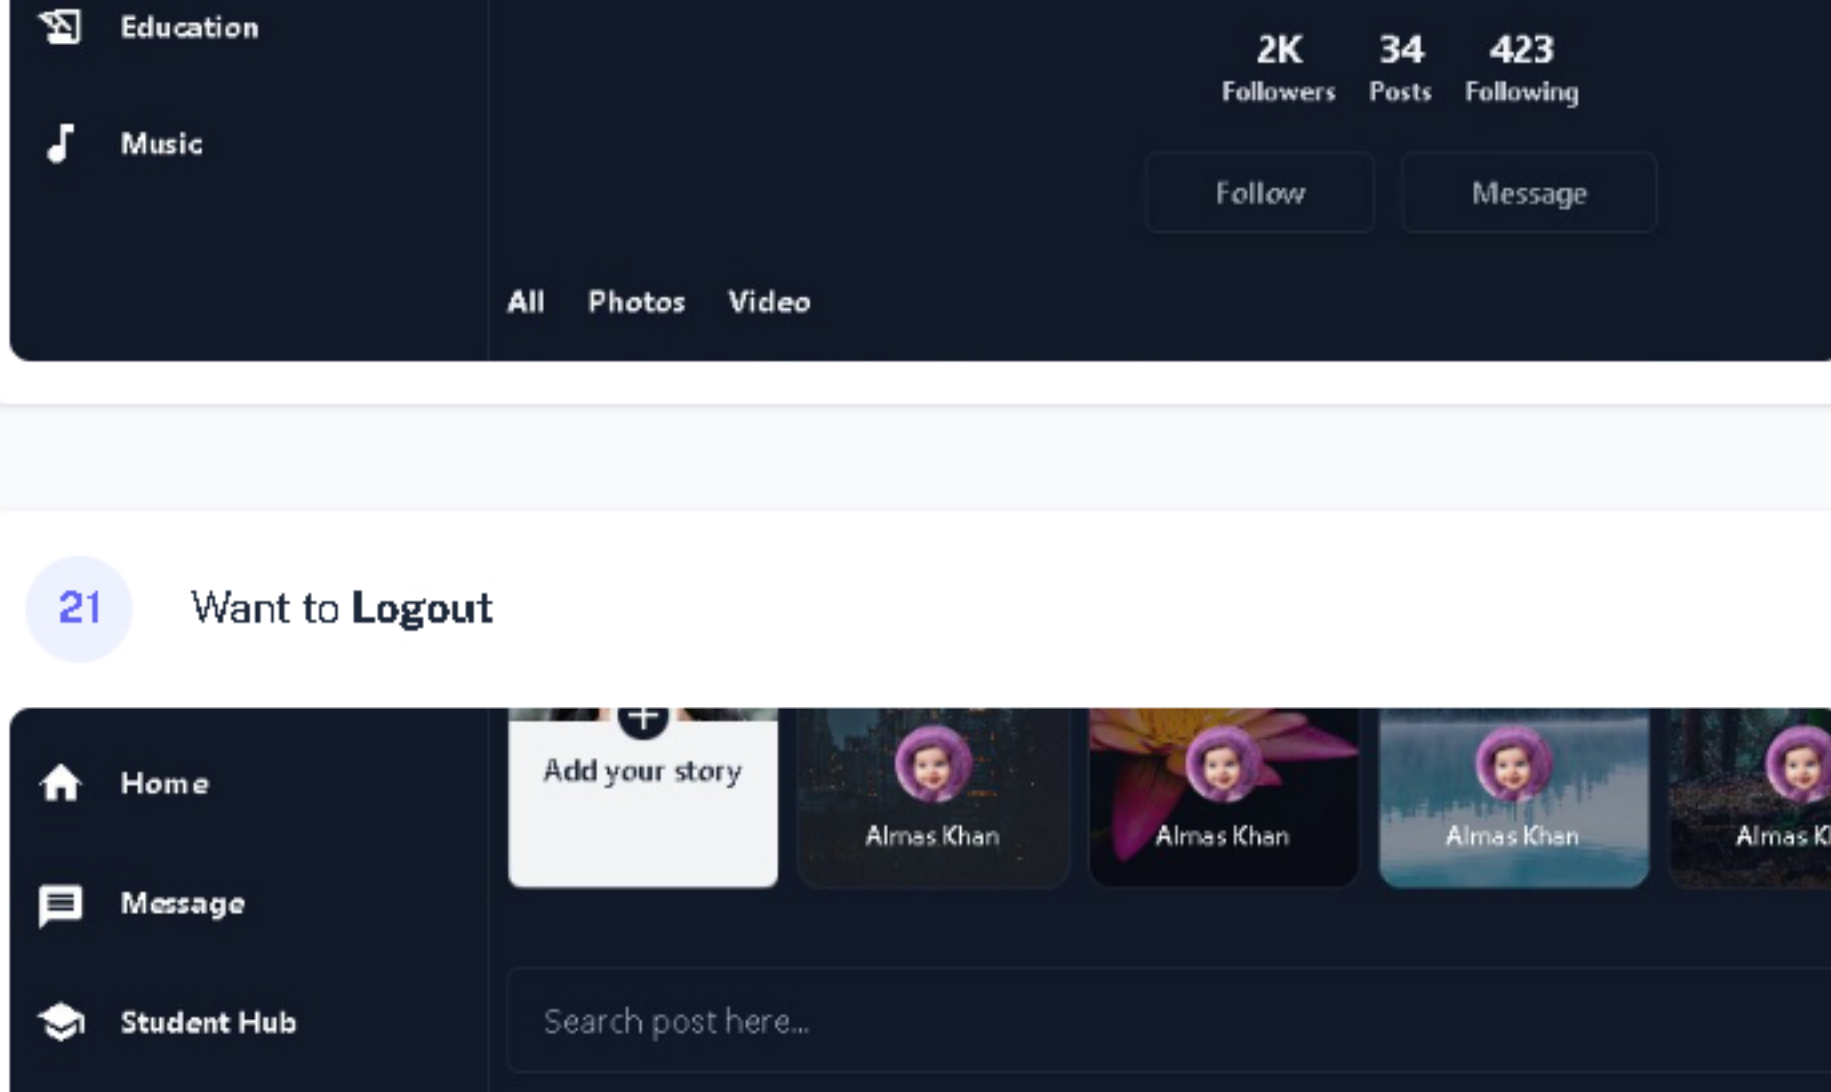 Education
2K 34 423
Followers Posts Following
Music
Follow Message
All Photos Video
21 Want to Logout
Home
Add your story
Almas Khan Almas Khan Almas Khan Almas K
Message
Student Hub
Search post here...